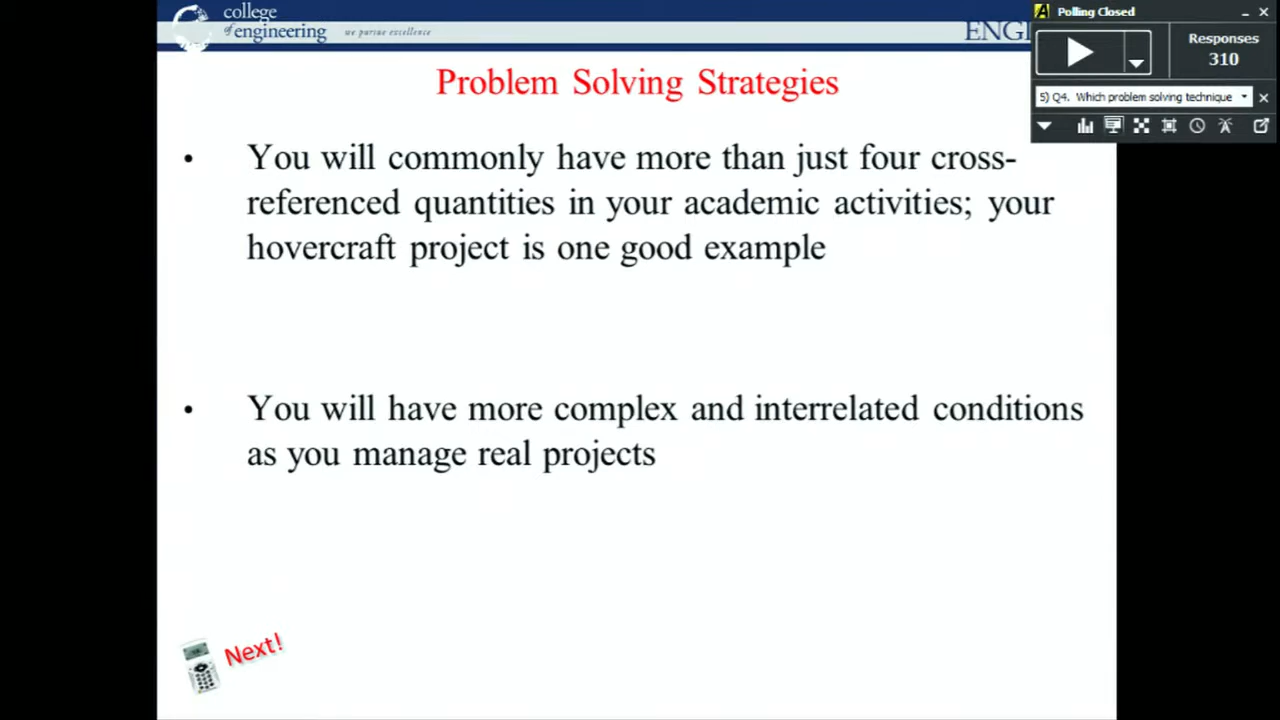 college
of engineering we pursue excellence
ENG
Polling Closed
Responses
310
5) Q4. Which problem solving technique
Problem Solving Strategies
• You will commonly have more than just four cross-
referenced quantities in your academic activities; your
hovercraft project is one good example
• You will have more complex and interrelated conditions
as you manage real projects
Next!